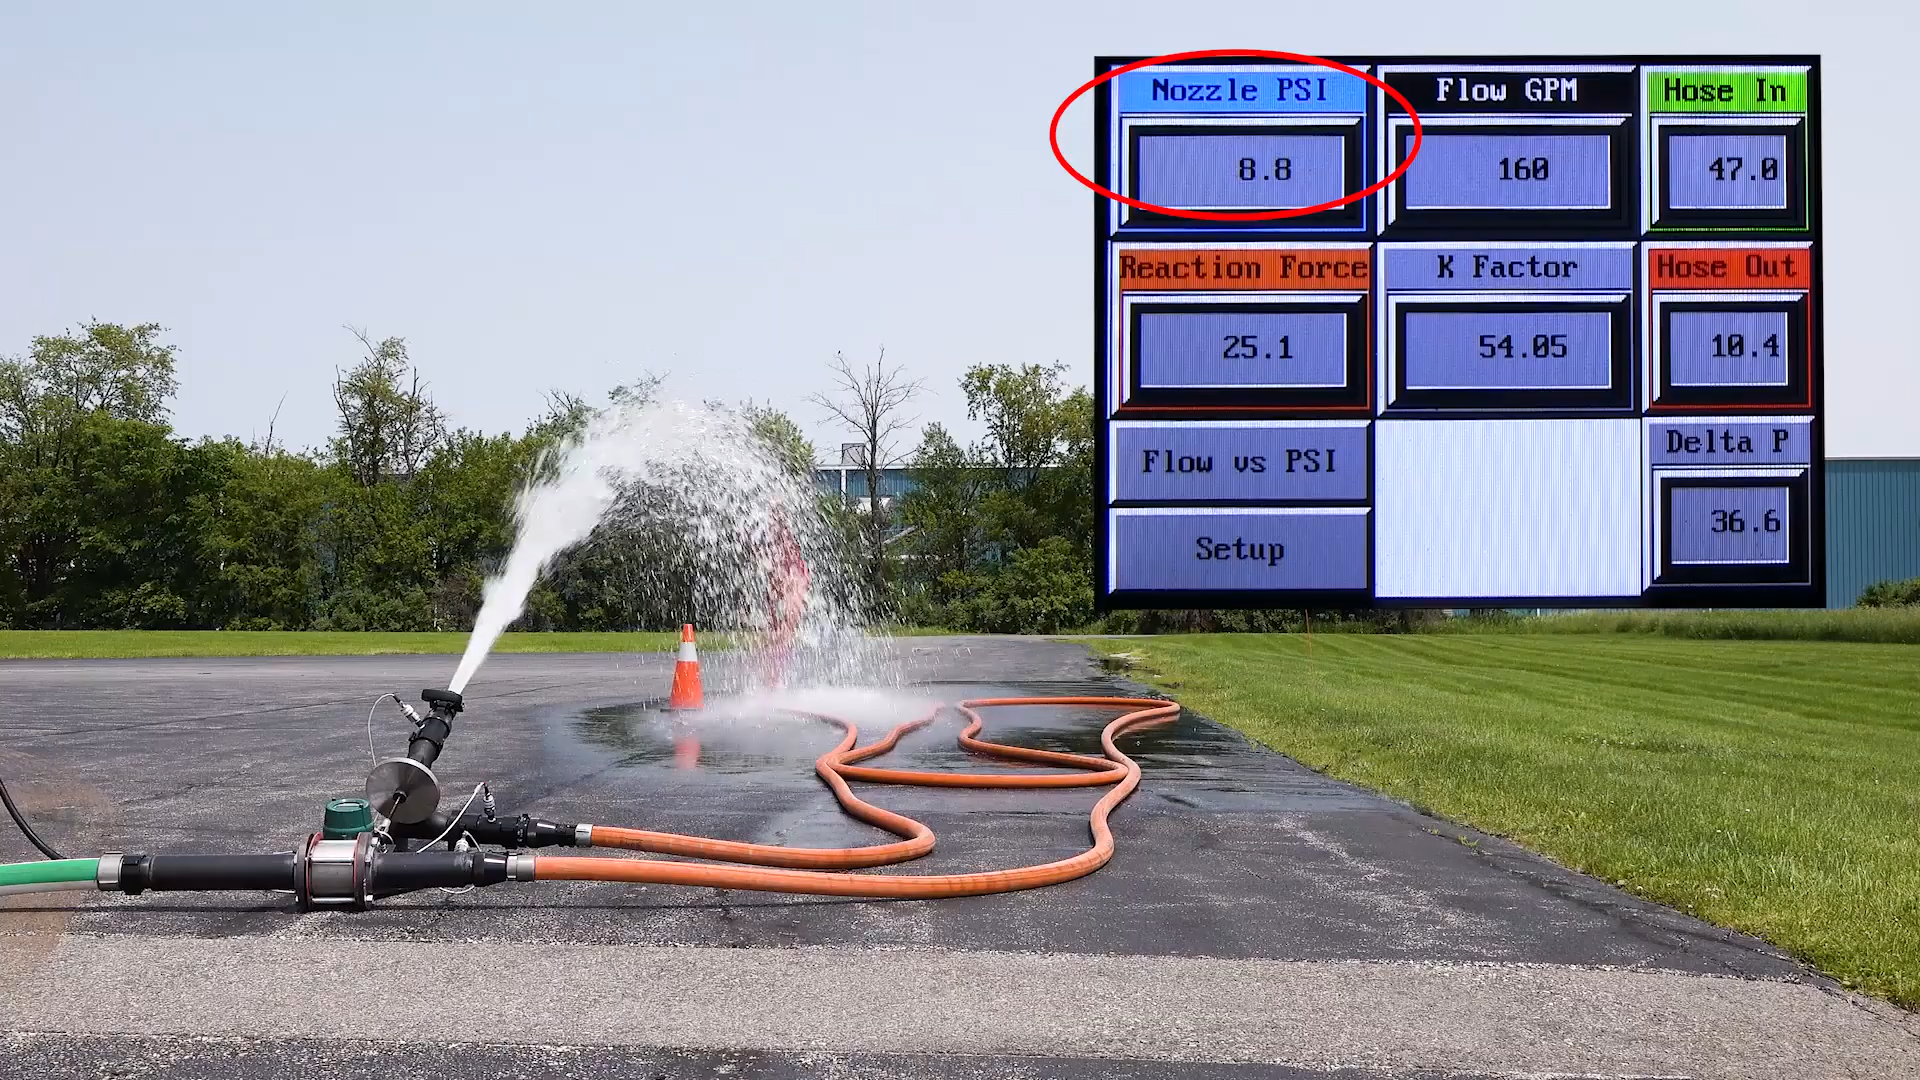 Nozzle PSI
8.8
Flow GPM
160
Hose In
47.0
Reaction Force
25.1
K Factor
54.05
Hose Out
10.4
Flow vs PSI
Delta P
36.6
Setup